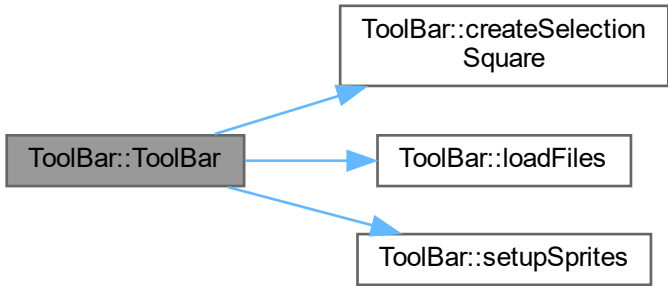 ToolBar::createSelection
Square
ToolBar::ToolBar
ToolBar::loadFiles
ToolBar::setupSprites